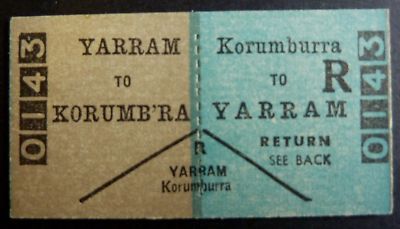 0143
YARRAM
TO
KORUMB'RA
Korumburra
TO
R
YARRAM
RETURN
SEE BACK
R
YARRAM
Korumburra
0143